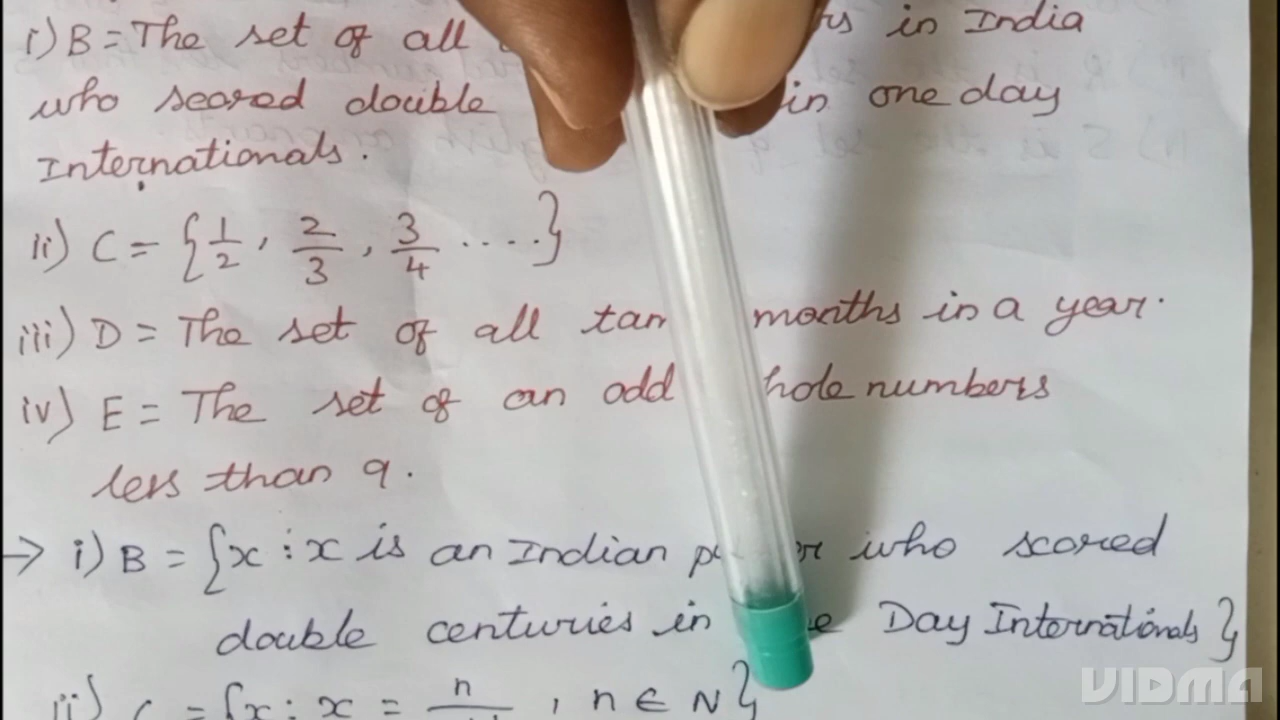 i) B = The set of all in India
who scored double in one day
Internationals.
ii) C = {1/2, 2/3, 3/4 ....}
iii) D = The set of all months in a year.
iv) E = The set of an odd numbers
less than 9.
→ i) B = {x : x is an Indian who scored
double centuries in Day Internationals}
ii) C = {x : x = n , n ∈ N}
VIDMA